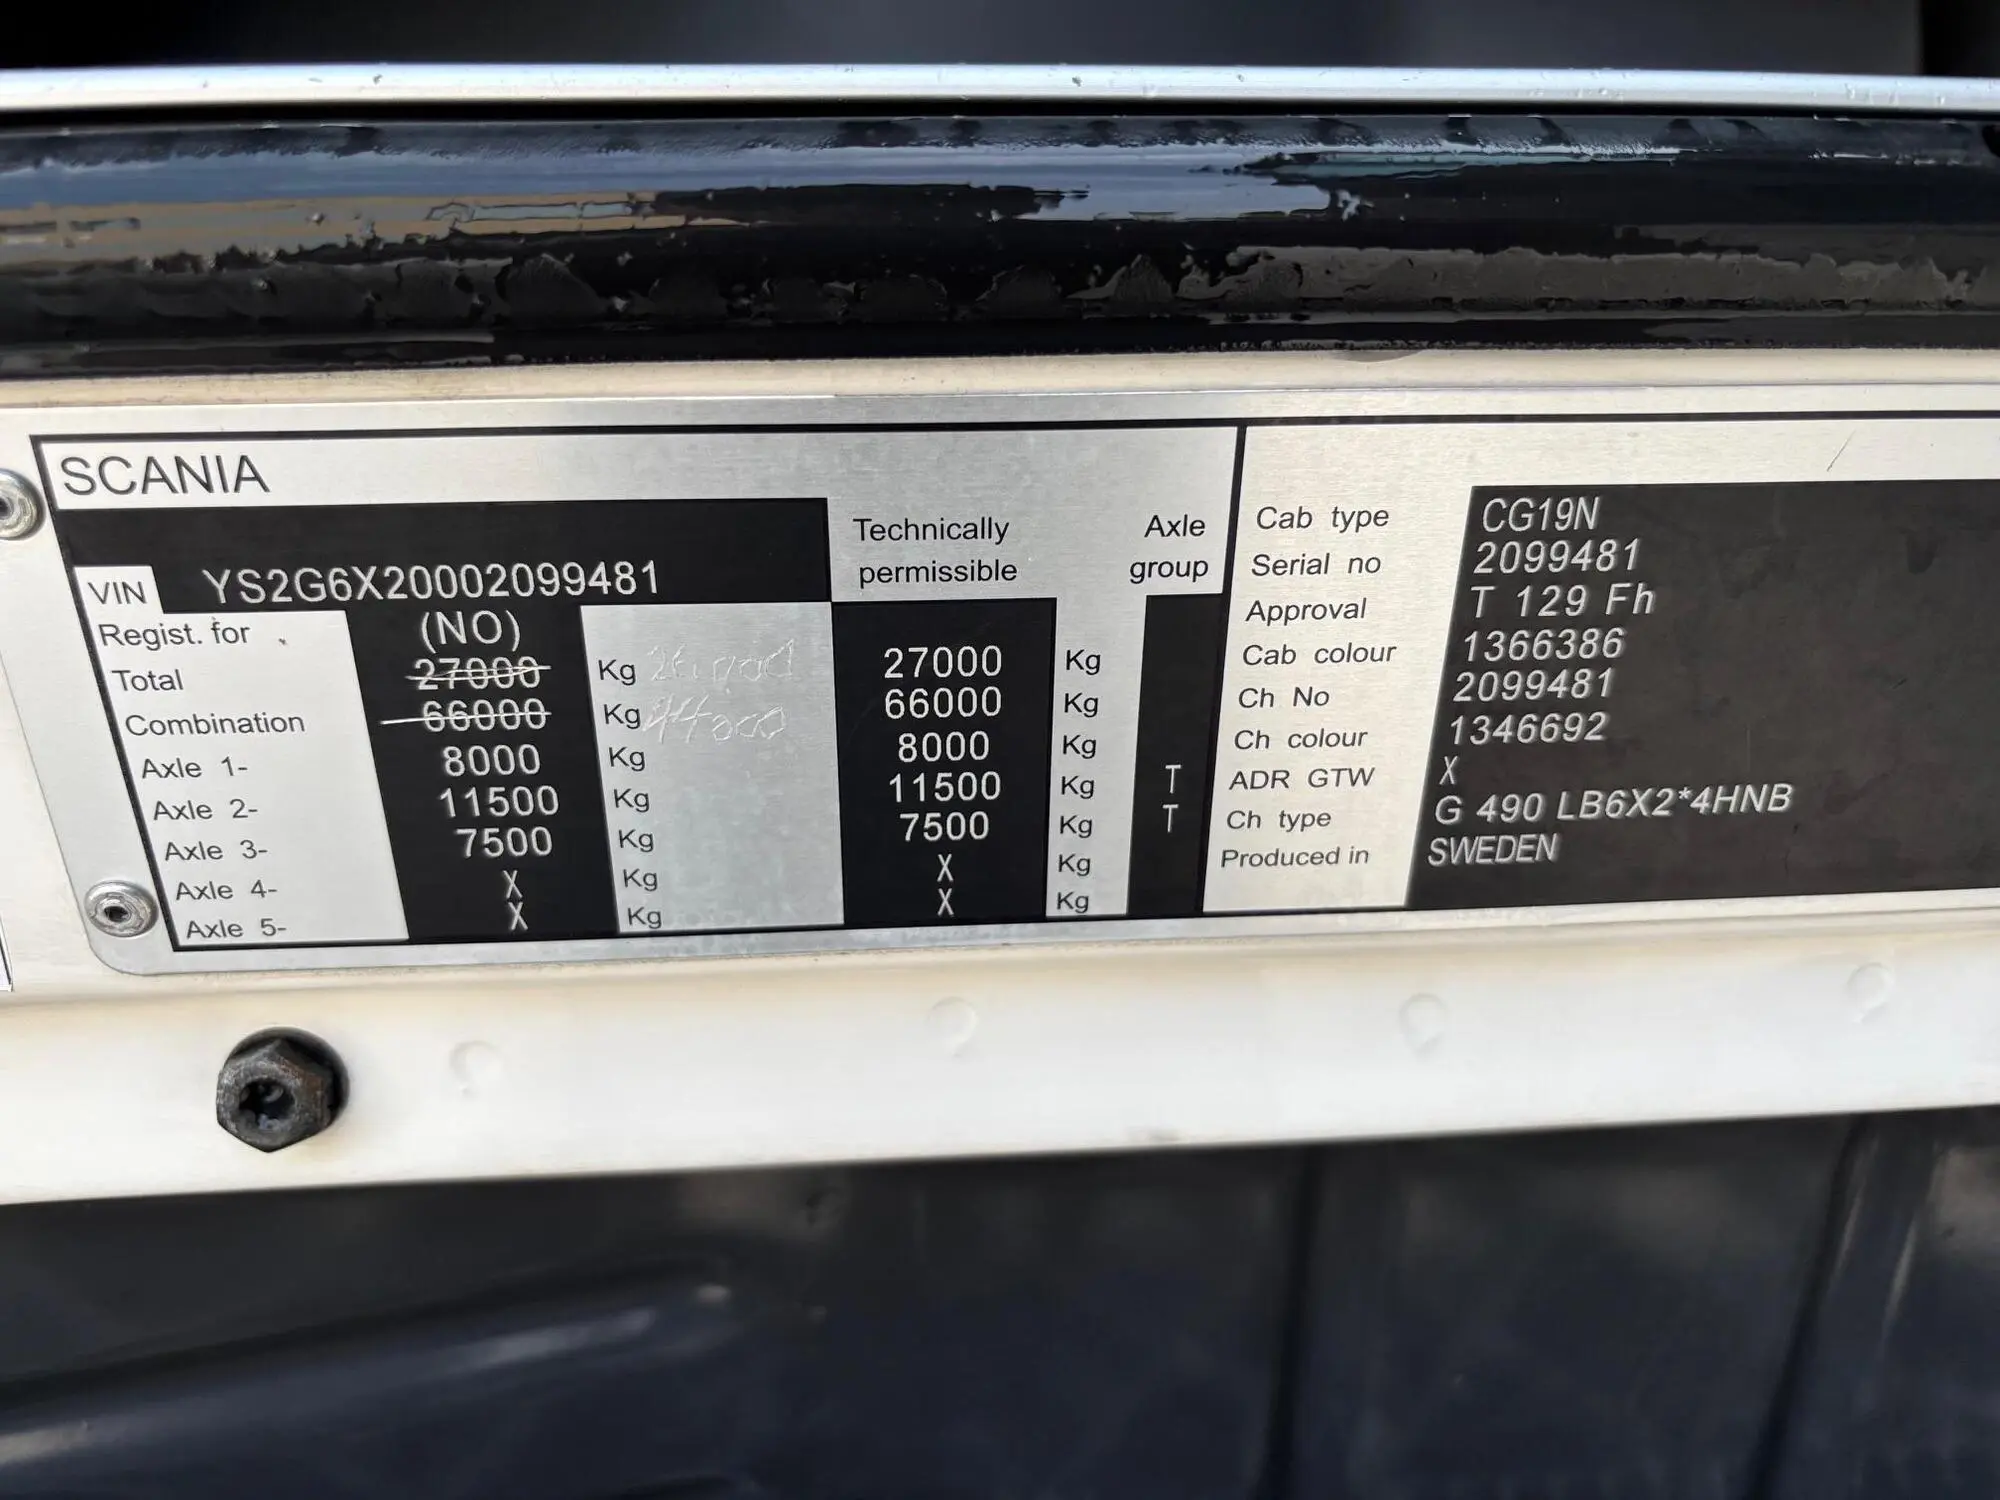 SCANIA
VIN YS2G6X20002099481
Technically permissible
Axle group
Regist. for (NO)
Total 27000 Kg 26000 27000 Kg
Combination 66000 Kg 44000 66000 Kg
Axle 1- 8000 Kg 8000 Kg
Axle 2- 11500 Kg 11500 Kg T
Axle 3- 7500 Kg 7500 Kg T
Axle 4- X Kg X Kg
Axle 5- X Kg X Kg
Cab type CG19N
Serial no 2099481
Approval T 129 Fh
Cab colour 1366386
Ch No 2099481
Ch colour 1346692
ADR GTW X
Ch type G 490 LB6X2*4HNB
Produced in SWEDEN